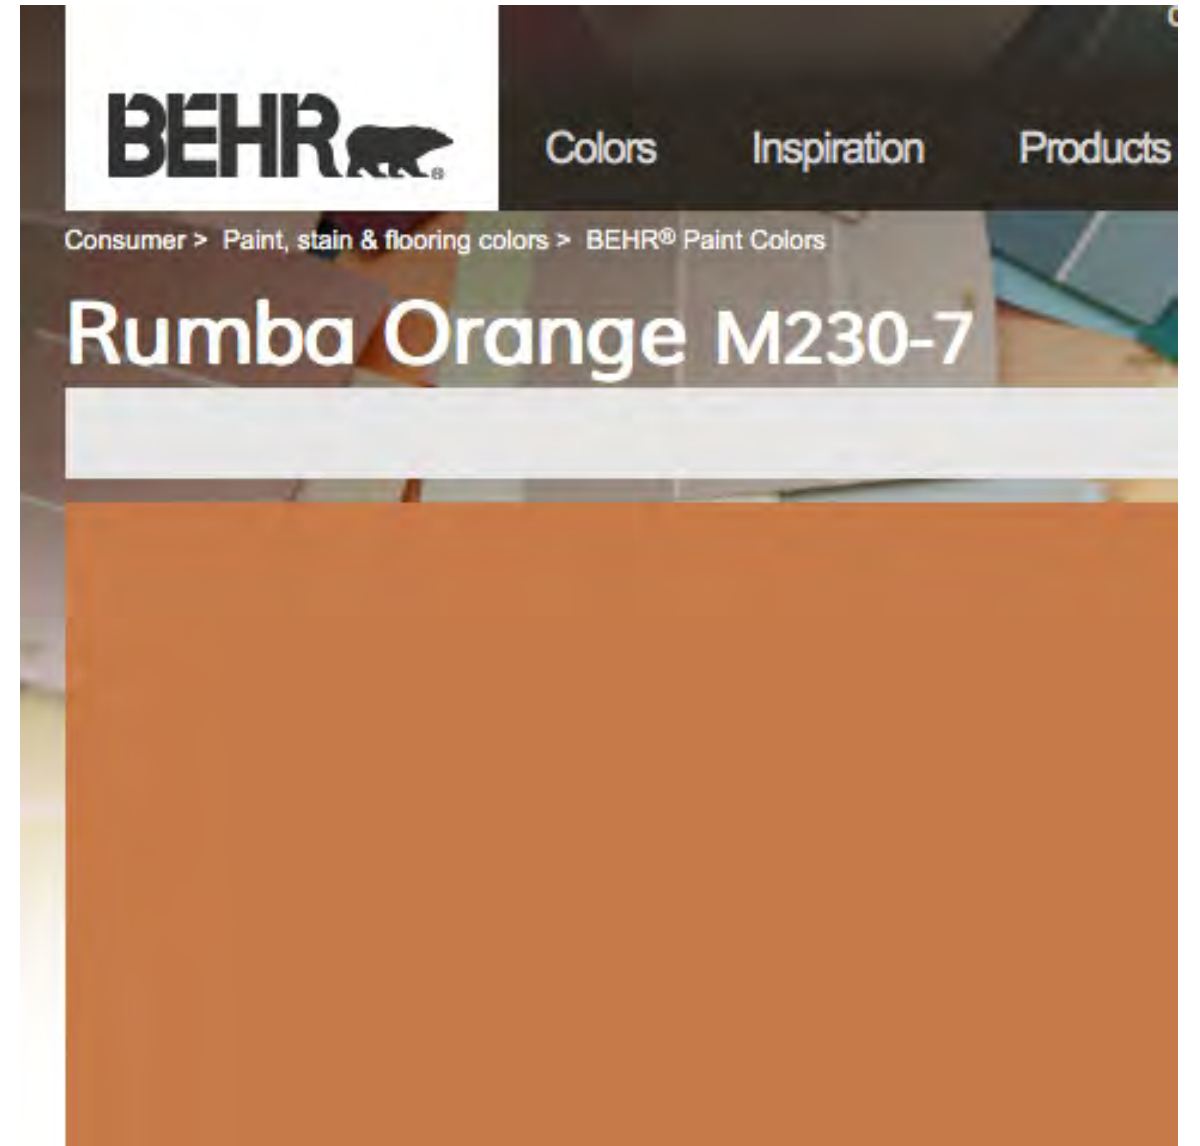 BEHR®
Colors Inspiration Products
Consumer > Paint, stain & flooring colors > BEHR® Paint Colors
Rumba Orange M230-7